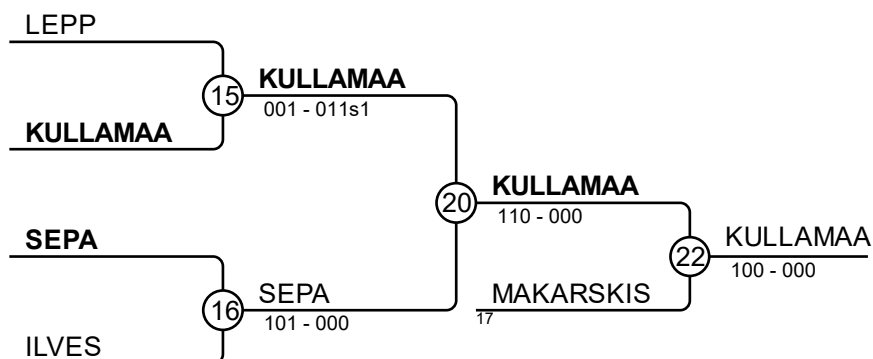 LEPP
15
KULLAMAA
001 - 011s1
KULLAMAA
20
KULLAMAA
110 - 000
SEPA
22
KULLAMAA
100 - 000
16
SEPA
101 - 000
MAKARSKIS
17
ILVES